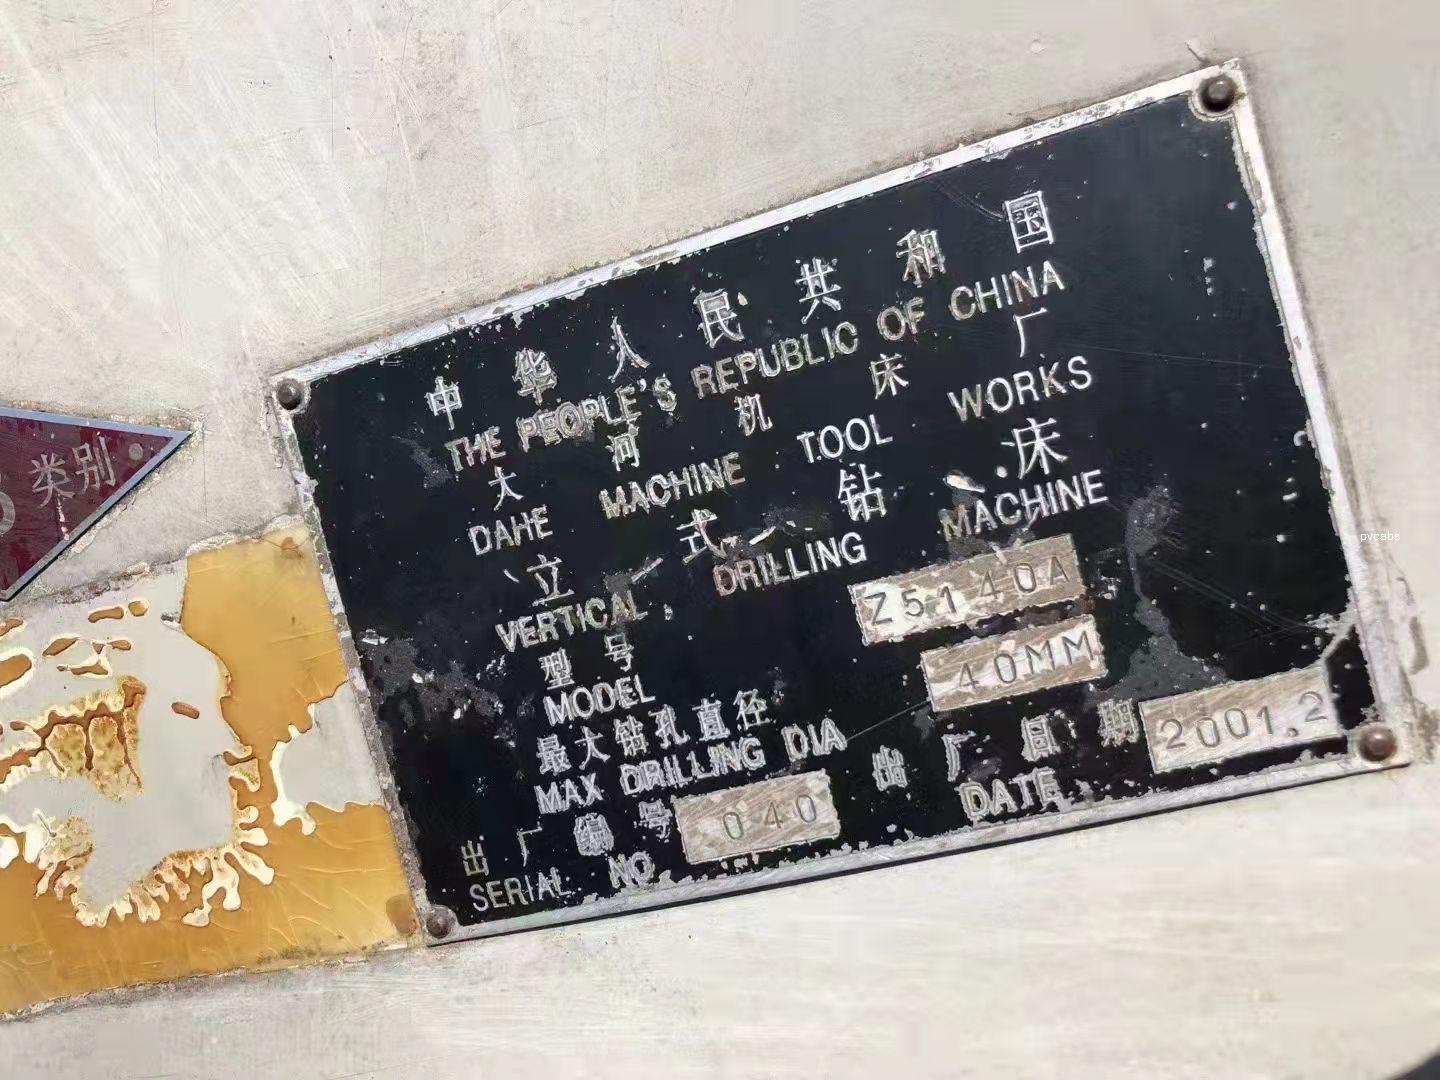 中华人民共和国
THE PEOPLE'S REPUBLIC OF CHINA
大河机床厂
DAHE MACHINE TOOL WORKS
立式钻床
VERTICAL DRILLING MACHINE
型号 Z5140A
MODEL
最大钻孔直径 40MM
MAX DRILLING DIA
出厂编号 040 出厂日期 2001.2
SERIAL NO DATE
类别
pvcabs